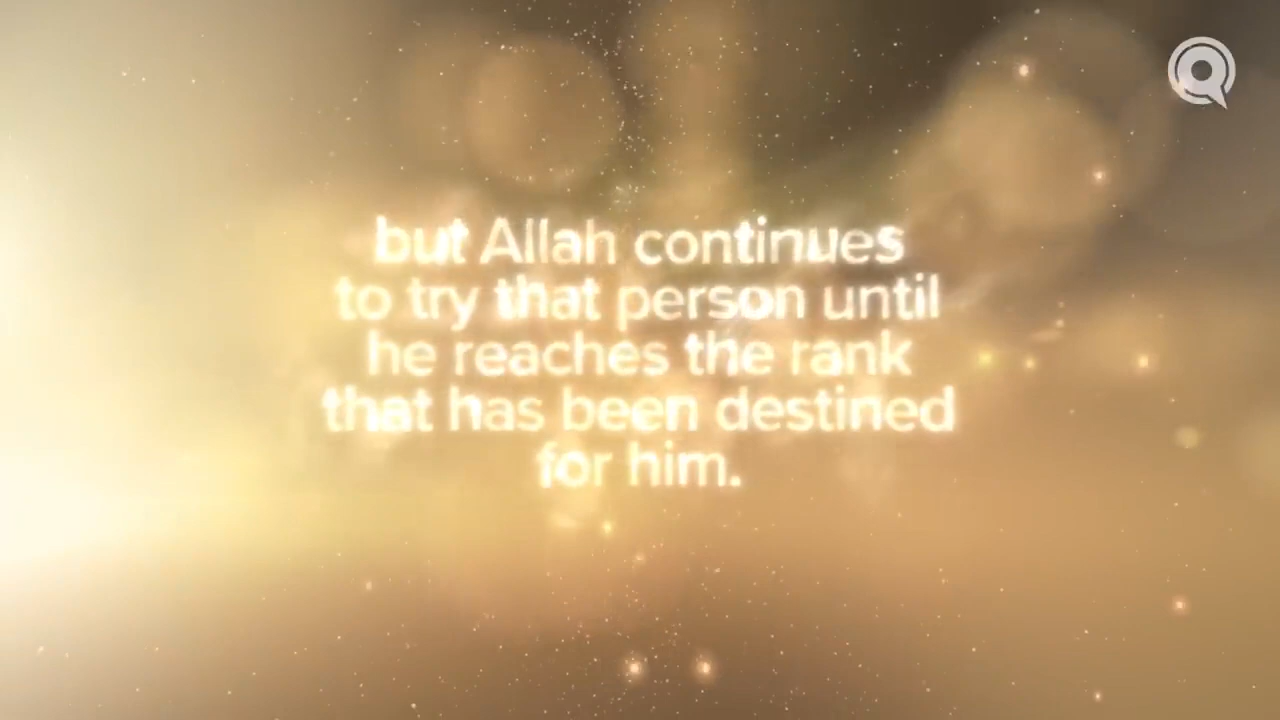 but Allah continues
to try that person until
he reaches the rank
that has been destined
for him.